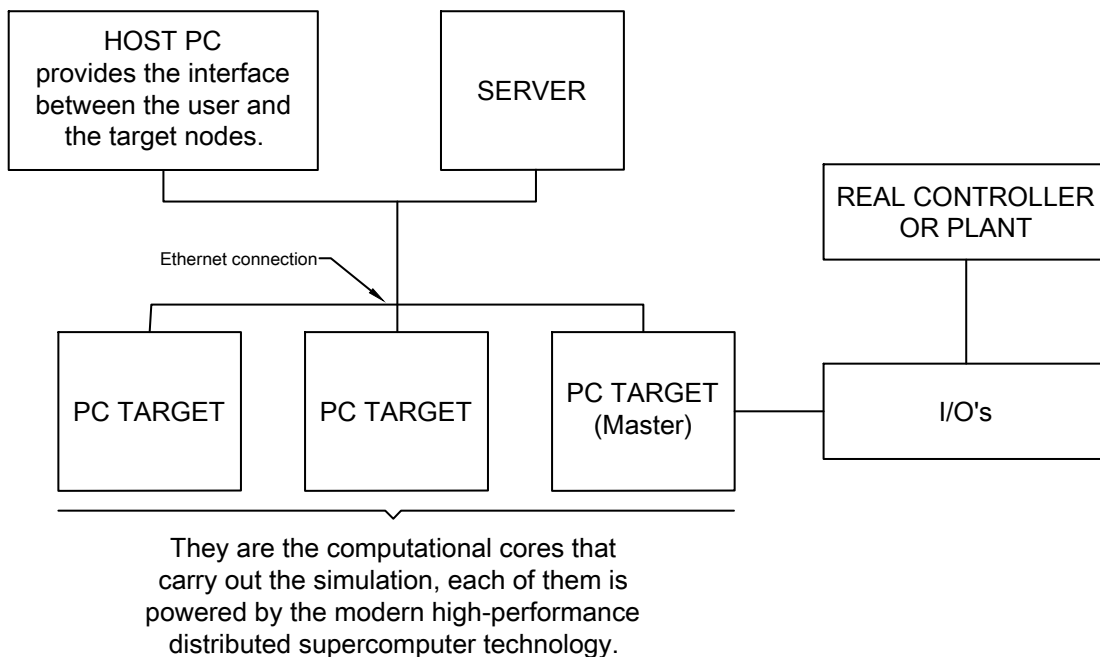 HOST PC
provides the interface
between the user and
the target nodes.
SERVER
REAL CONTROLLER
OR PLANT
Ethernet connection
PC TARGET
PC TARGET
PC TARGET
(Master)
I/O's
They are the computational cores that
carry out the simulation, each of them is
powered by the modern high-performance
distributed supercomputer technology.